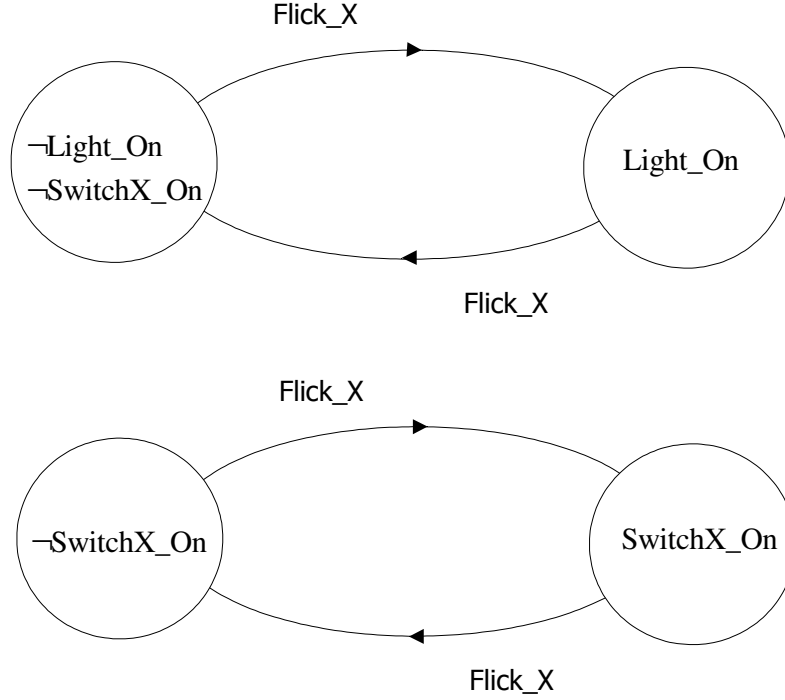 Flick_X
¬Light_On
¬SwitchX_On
Light_On
Flick_X
Flick_X
¬SwitchX_On
SwitchX_On
Flick_X